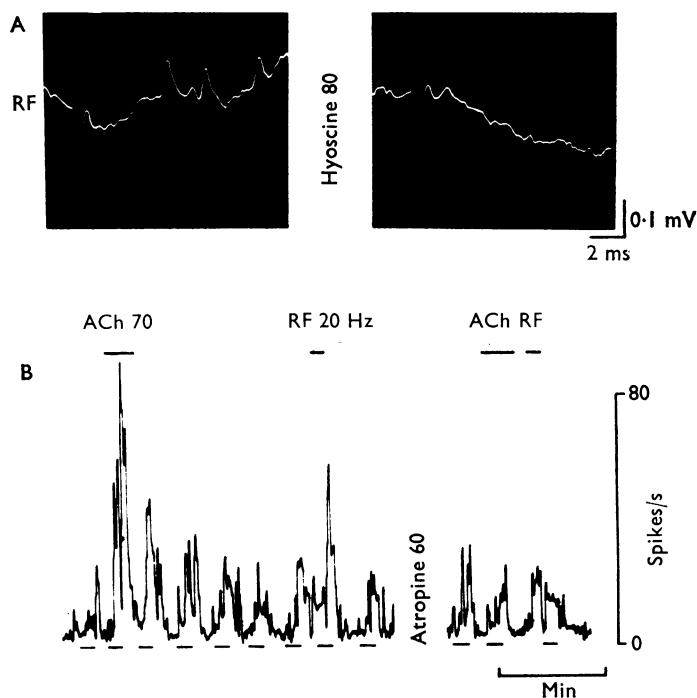 A
RF
Hyoscine 80
0·1 mV
2 ms
ACh 70
RF 20 Hz
ACh RF
B
Atropine 60
80
Spikes/s
0
Min